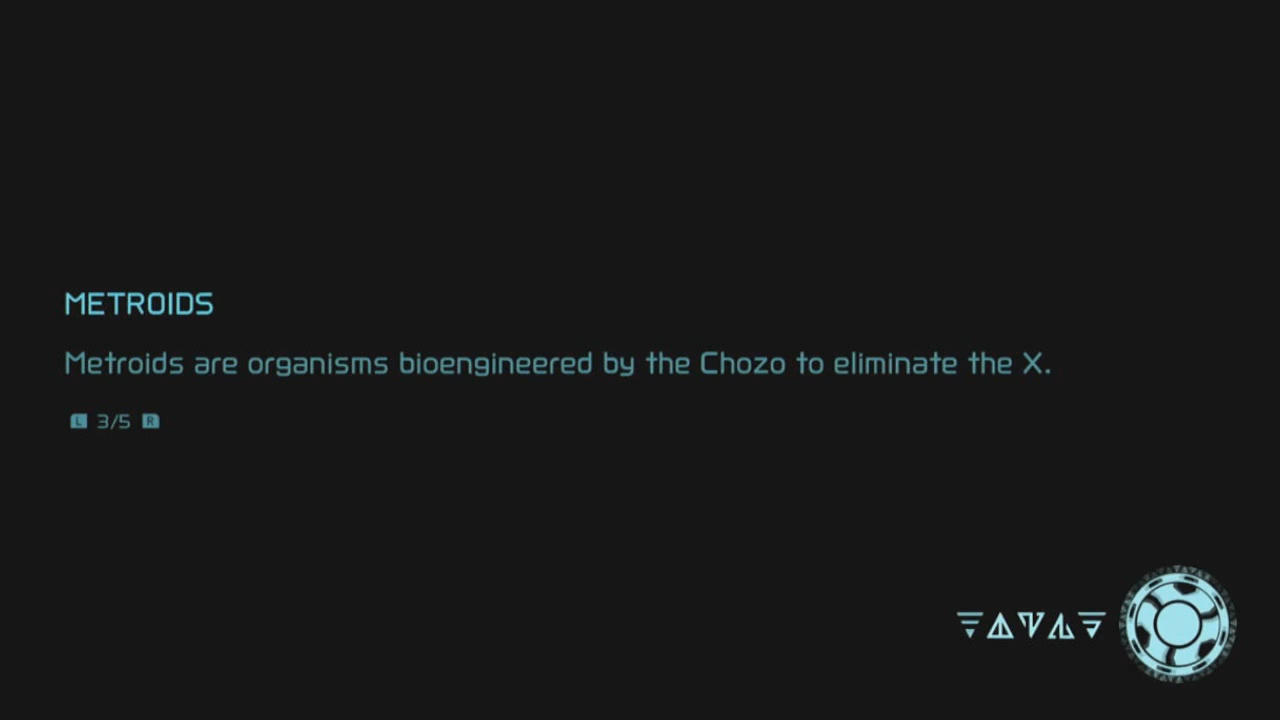 METROIDS
Metroids are organisms bioengineered by the Chozo to eliminate the X.
L 3/5 R